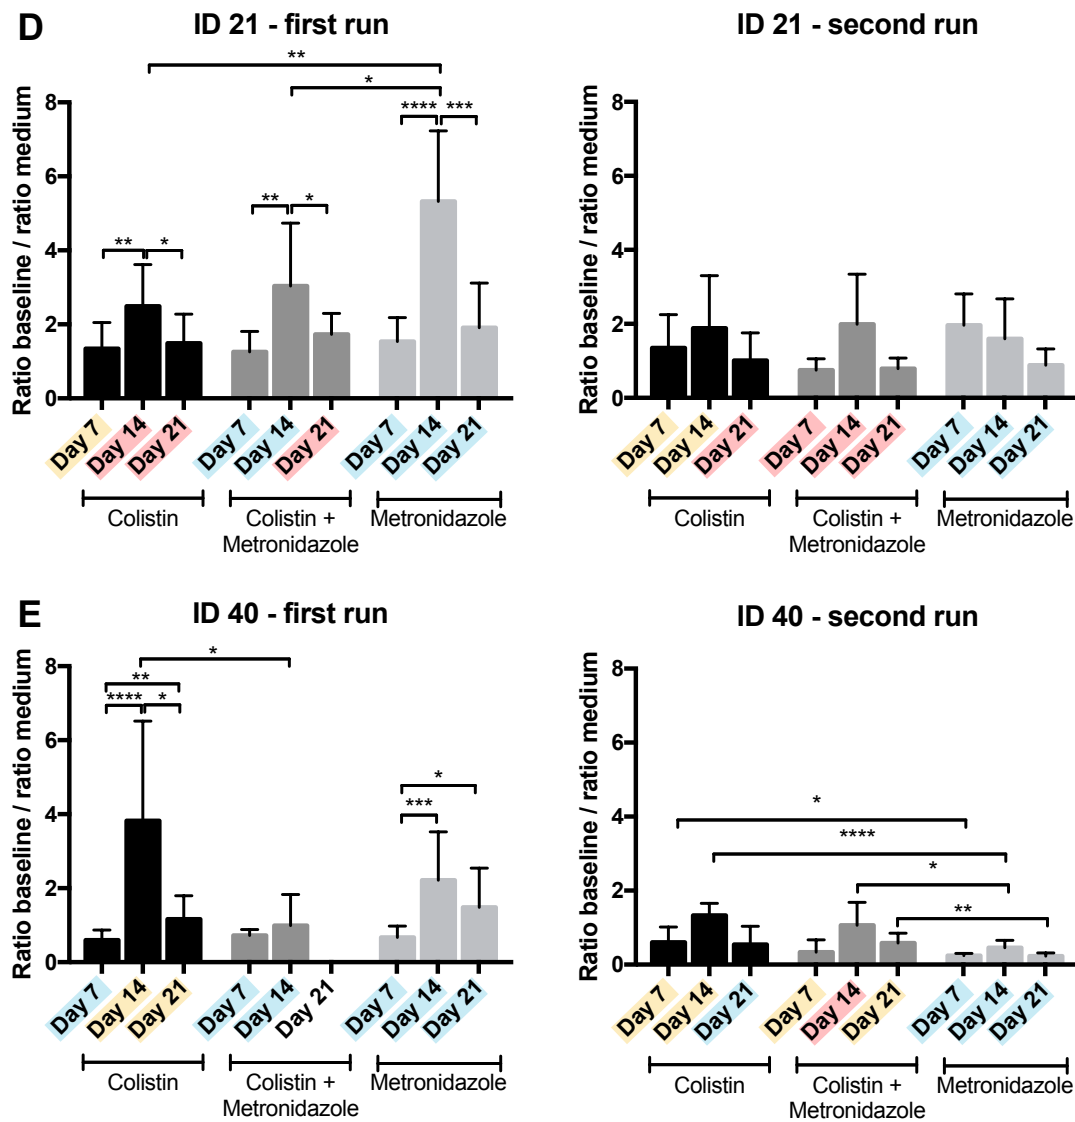 D
ID 21 - first run
Ratio baseline / ratio medium
8
6
4
2
0
**
*
**
*
**
*
****
***
Day 7
Day 14
Day 21
Day 7
Day 14
Day 21
Day 7
Day 14
Day 21
Colistin
Colistin +
Metronidazole
Metronidazole
ID 21 - second run
Ratio baseline / ratio medium
8
6
4
2
0
Day 7
Day 14
Day 21
Day 7
Day 14
Day 21
Day 7
Day 14
Day 21
Colistin
Colistin +
Metronidazole
Metronidazole
E
ID 40 - first run
Ratio baseline / ratio medium
8
6
4
2
0
*
**
****
*
*
***
Day 7
Day 14
Day 21
Day 7
Day 14
Day 21
Day 7
Day 14
Day 21
Colistin
Colistin +
Metronidazole
Metronidazole
ID 40 - second run
Ratio baseline / ratio medium
8
6
4
2
0
*
****
*
**
Day 7
Day 14
Day 21
Day 7
Day 14
Day 21
Day 7
Day 14
Day 21
Colistin
Colistin +
Metronidazole
Metronidazole